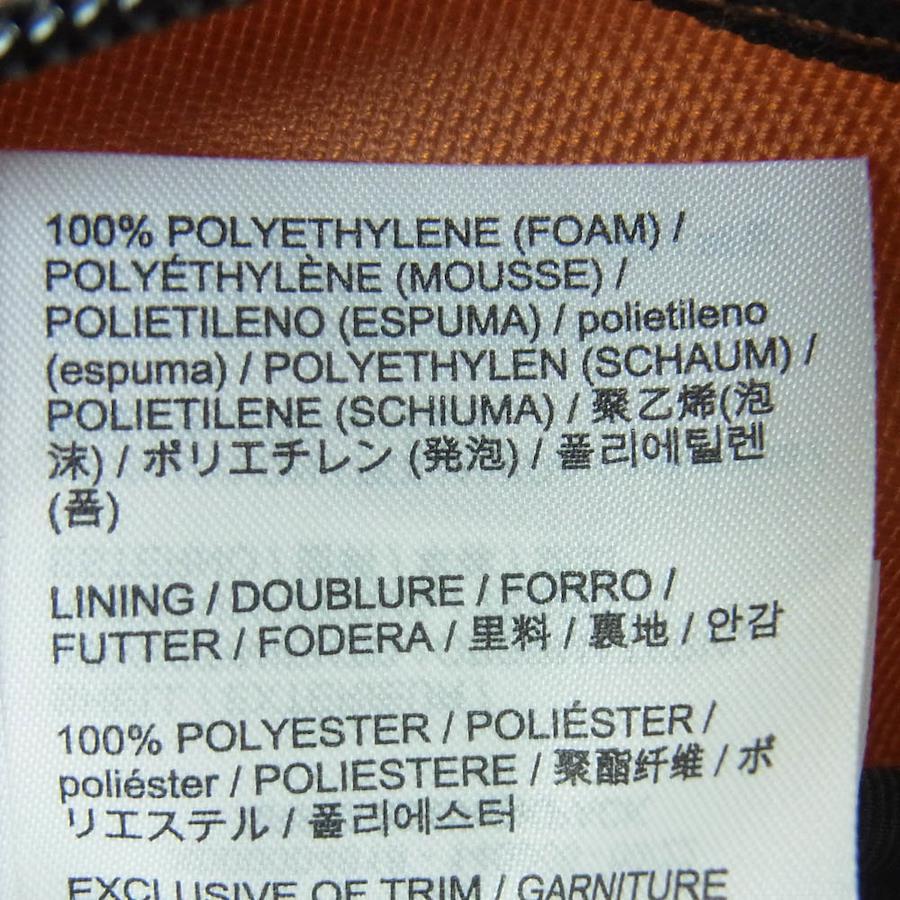 100% POLYETHYLENE (FOAM) /
POLYÉTHYLÈNE (MOUSSE) /
POLIETILENO (ESPUMA) / polietileno
(espuma) / POLYETHYLEN (SCHAUM) /
POLIETILENE (SCHIUMA) / 聚乙烯(泡
沫) / ポリエチレン (発泡) / 폴리에틸렌
(폼)
LINING / DOUBLURE / FORRO /
FUTTER / FODERA / 里料 / 裏地 / 안감
100% POLYESTER / POLIÉSTER /
poliéster / POLIESTERE / 聚酯纤维 / ポ
リエステル / 폴리에스터
EXCLUSIVE OF TRIM / GARNITURE